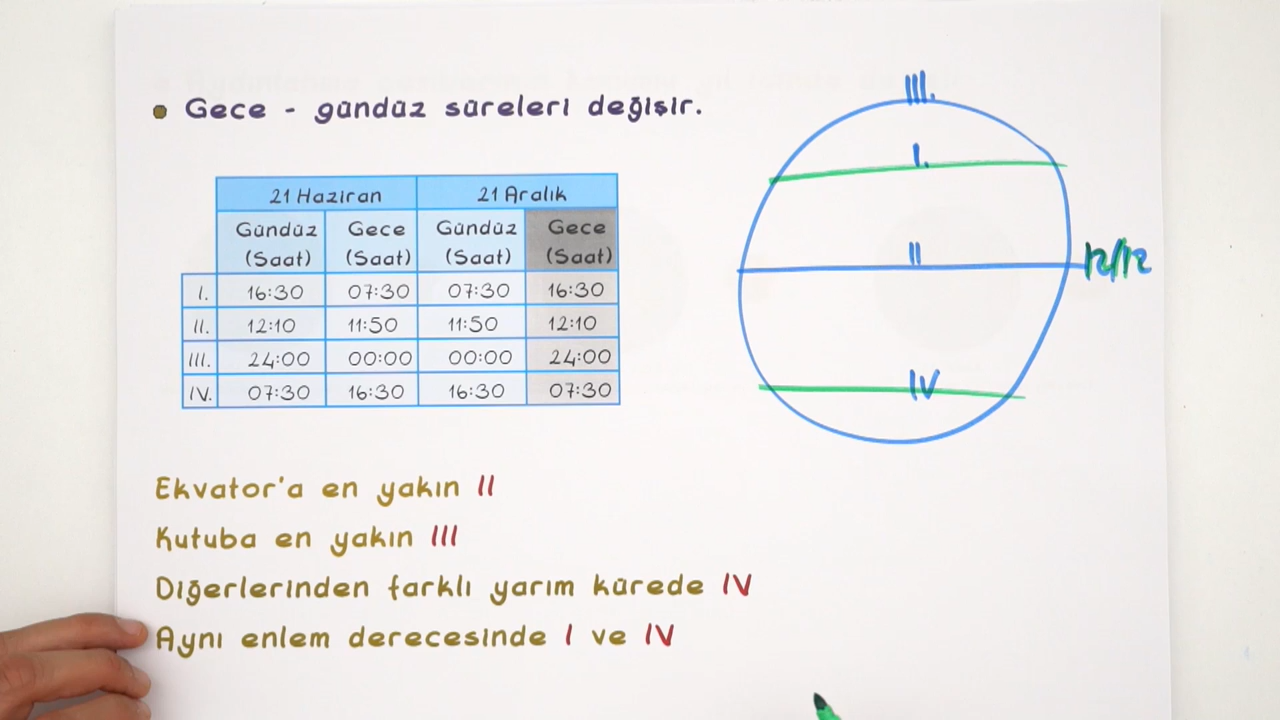 Gece - gündüz süreleri değişir.
21 Haziran 21 Aralık
Gündüz (Saat) Gece (Saat) Gündüz (Saat) Gece (Saat)
I. 16:30 07:30 07:30 16:30
II. 12:10 11:50 11:50 12:10
III. 24:00 00:00 00:00 24:00
IV. 07:30 16:30 16:30 07:30
Ekvator'a en yakın II
Kutuba en yakın III
Diğerlerinden farklı yarım kürede IV
Aynı enlem derecesinde I ve IV
III.
I.
II
12/12
IV